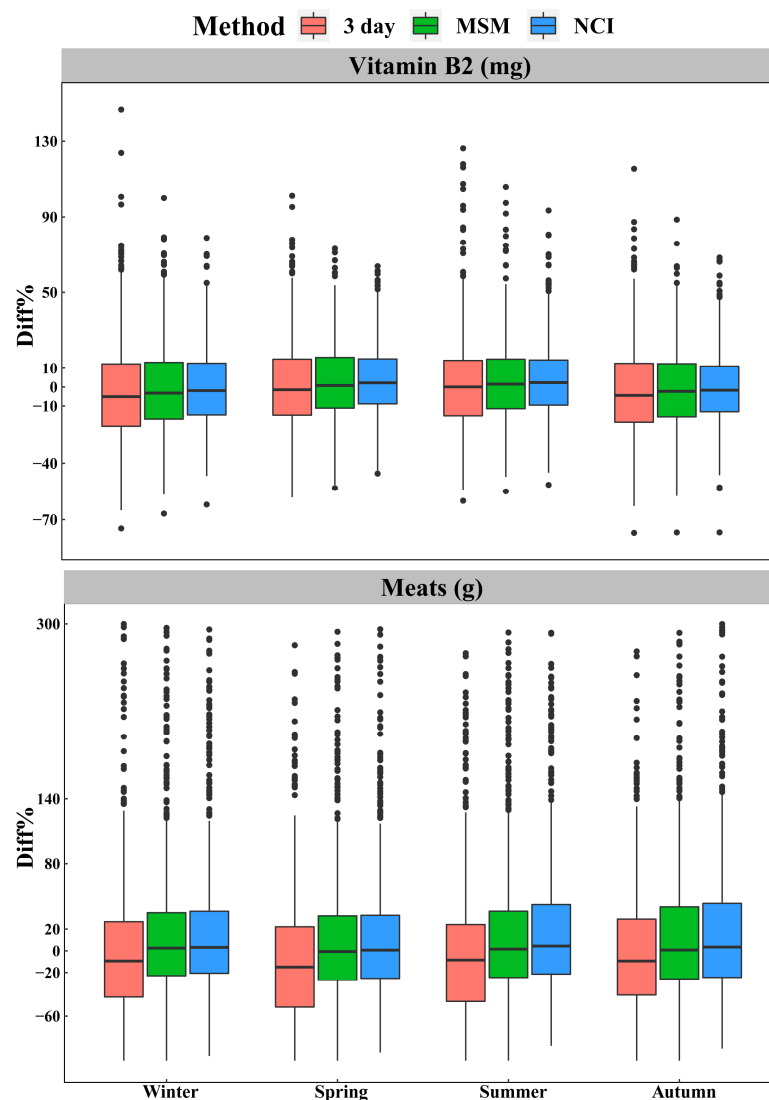 Method 3 day MSM NCI
Vitamin B2 (mg)
130
90
50
10
0
−10
−40
−70
Diff%
Meats (g)
300
140
80
20
0
−20
−60
Diff%
Winter Spring Summer Autumn